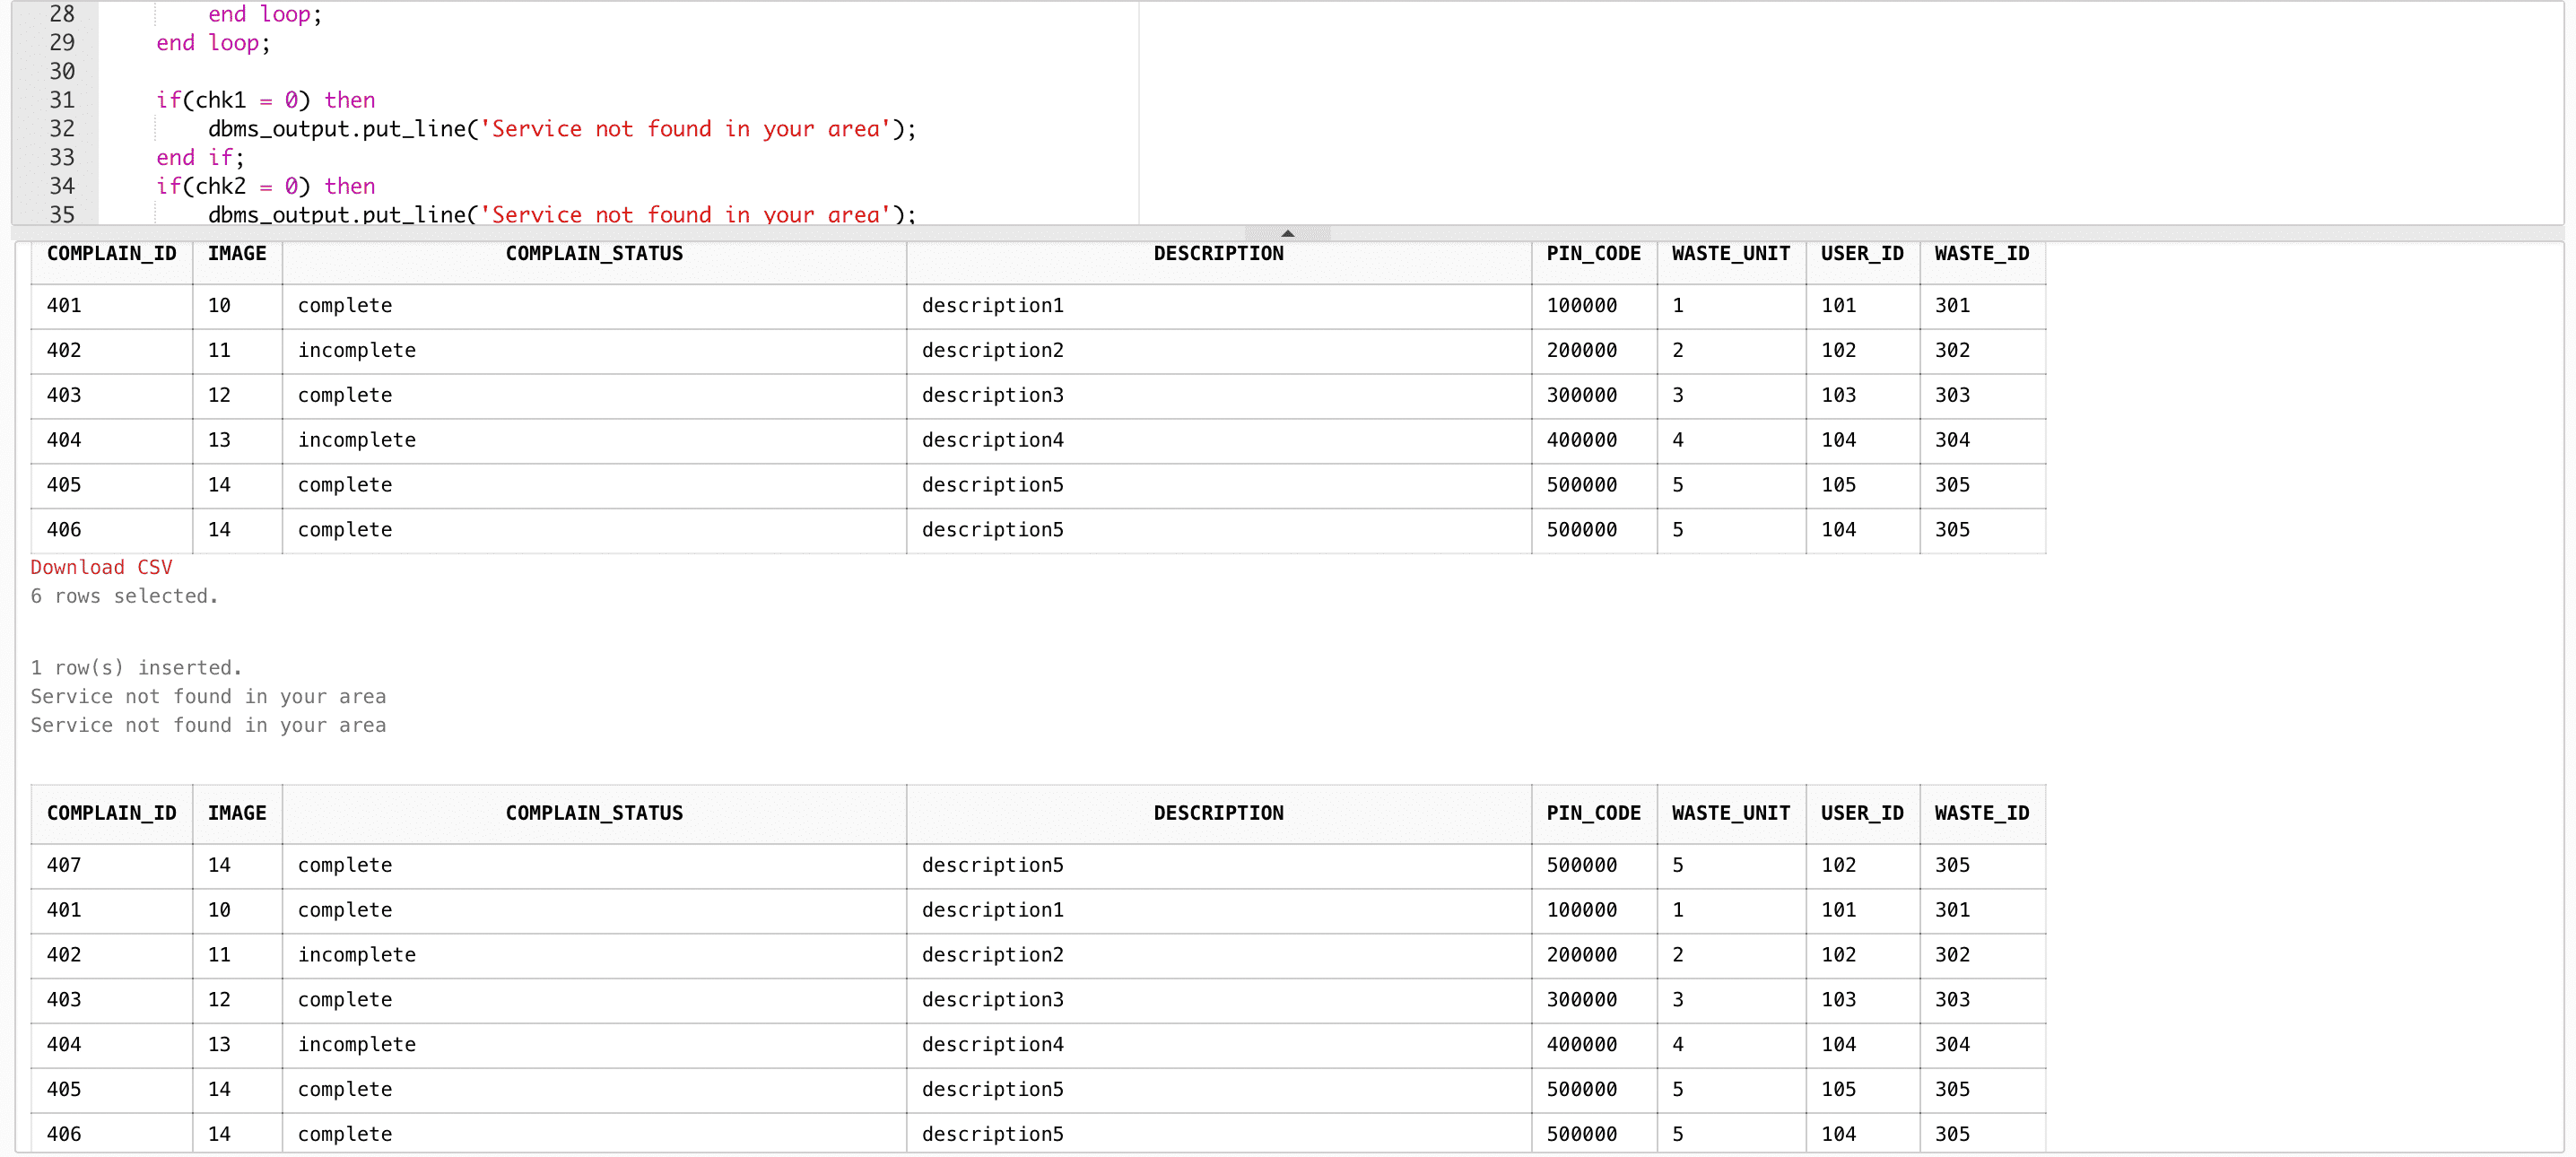 28 end loop;
29 end loop;
30
31 if(chk1 = 0) then
32 dbms_output.put_line('Service not found in your area');
33 end if;
34 if(chk2 = 0) then
35 dbms_output.put_line('Service not found in your area');
COMPLAIN_ID IMAGE COMPLAIN_STATUS DESCRIPTION PIN_CODE WASTE_UNIT USER_ID WASTE_ID
401 10 complete description1 100000 1 101 301
402 11 incomplete description2 200000 2 102 302
403 12 complete description3 300000 3 103 303
404 13 incomplete description4 400000 4 104 304
405 14 complete description5 500000 5 105 305
406 14 complete description5 500000 5 104 305
Download CSV
6 rows selected.
1 row(s) inserted.
Service not found in your area
Service not found in your area
COMPLAIN_ID IMAGE COMPLAIN_STATUS DESCRIPTION PIN_CODE WASTE_UNIT USER_ID WASTE_ID
407 14 complete description5 500000 5 102 305
401 10 complete description1 100000 1 101 301
402 11 incomplete description2 200000 2 102 302
403 12 complete description3 300000 3 103 303
404 13 incomplete description4 400000 4 104 304
405 14 complete description5 500000 5 105 305
406 14 complete description5 500000 5 104 305